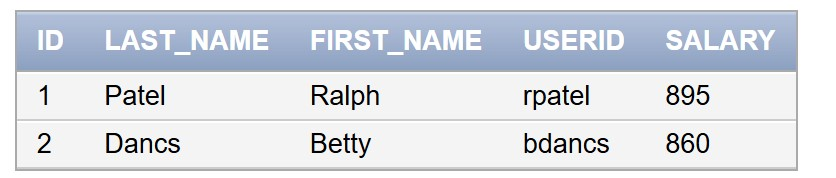 ID LAST_NAME FIRST_NAME USERID SALARY
1 Patel Ralph rpatel 895
2 Dancs Betty bdancs 860